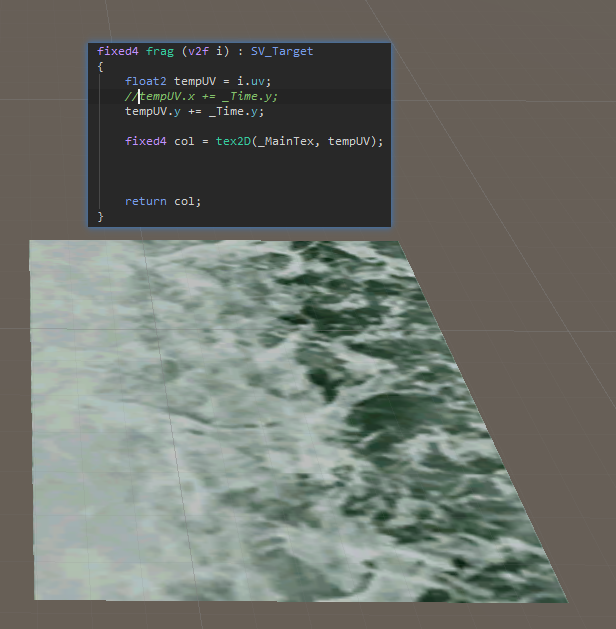 fixed4 frag (v2f i) : SV_Target
{
float2 tempUV = i.uv;
//tempUV.x += _Time.y;
tempUV.y += _Time.y;
fixed4 col = tex2D(_MainTex, tempUV);
return col;
}